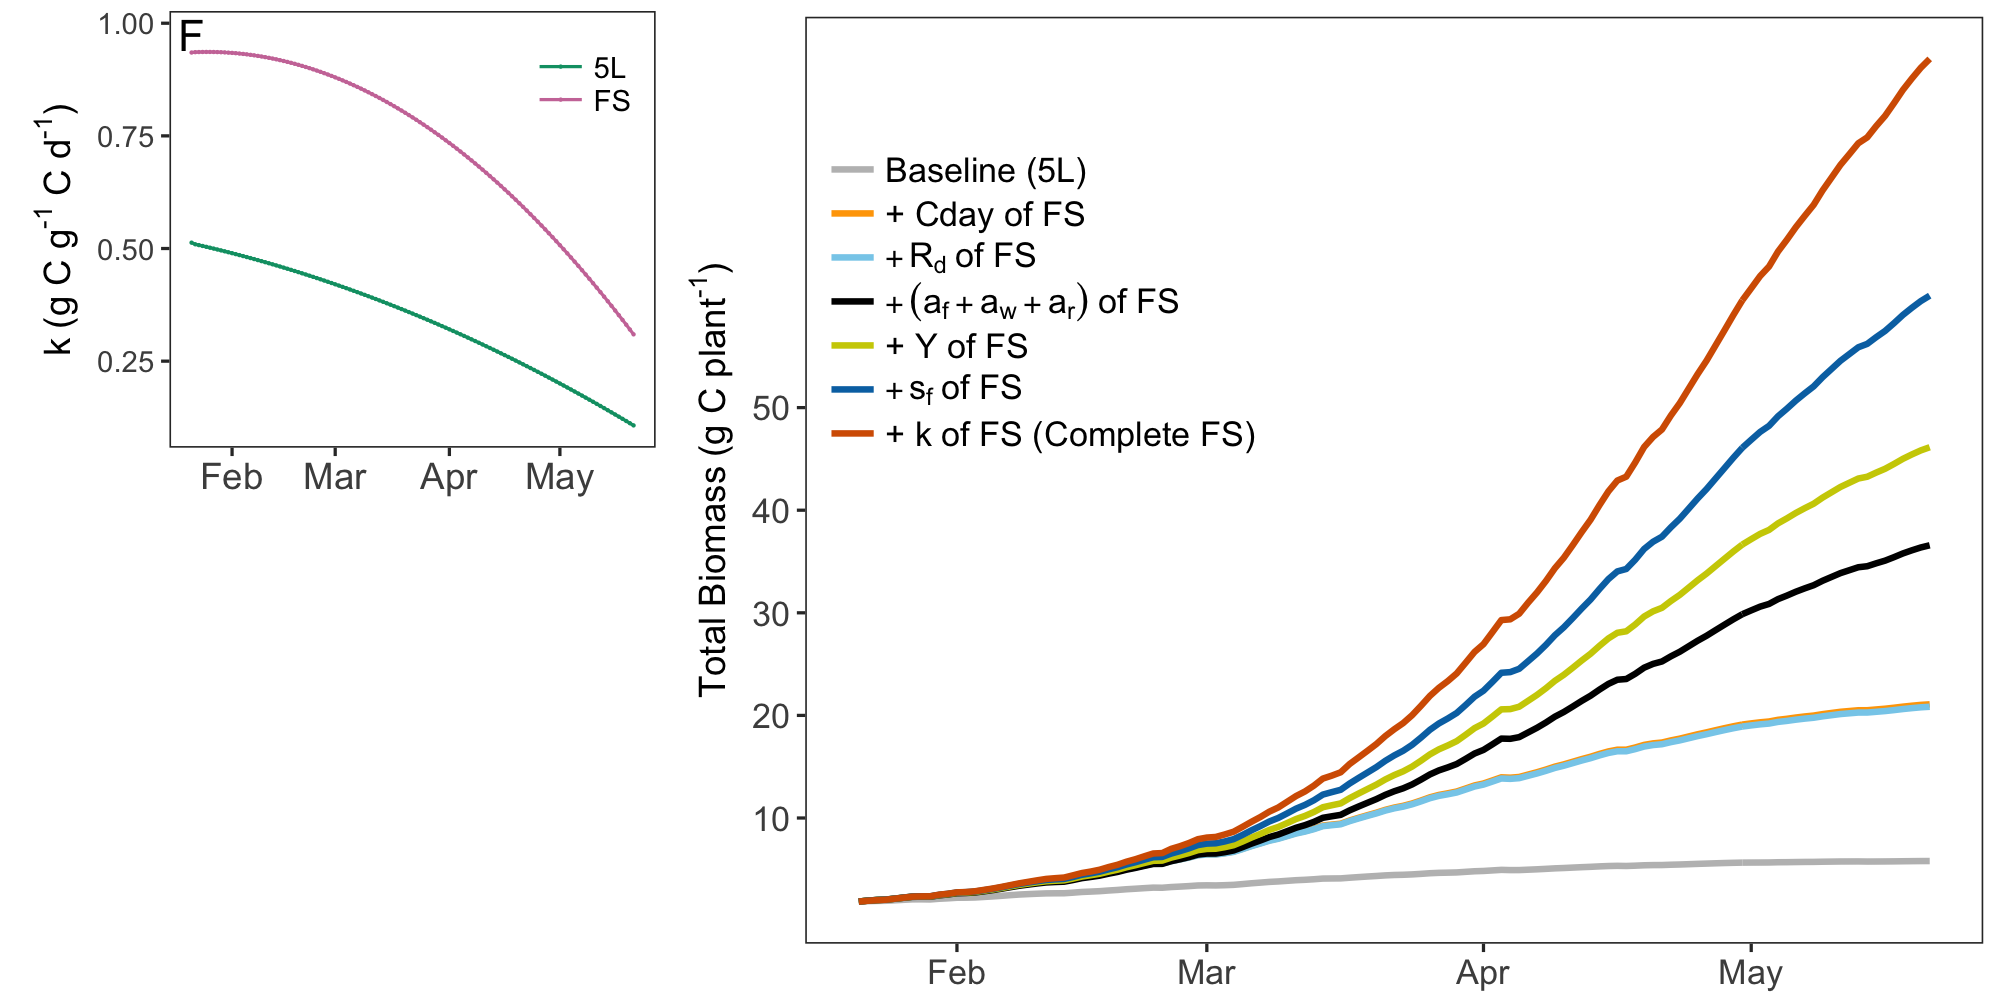 F
1.00
0.75
0.50
0.25
k (g C g⁻¹ C d⁻¹)
5L
FS
Feb Mar Apr May
Total Biomass (g C plant⁻¹)
50
40
30
20
10
Baseline (5L)
+ Cday of FS
+ R_d of FS
+ (a_f + a_w + a_r) of FS
+ Y of FS
+ s_f of FS
+ k of FS (Complete FS)
Feb Mar Apr May